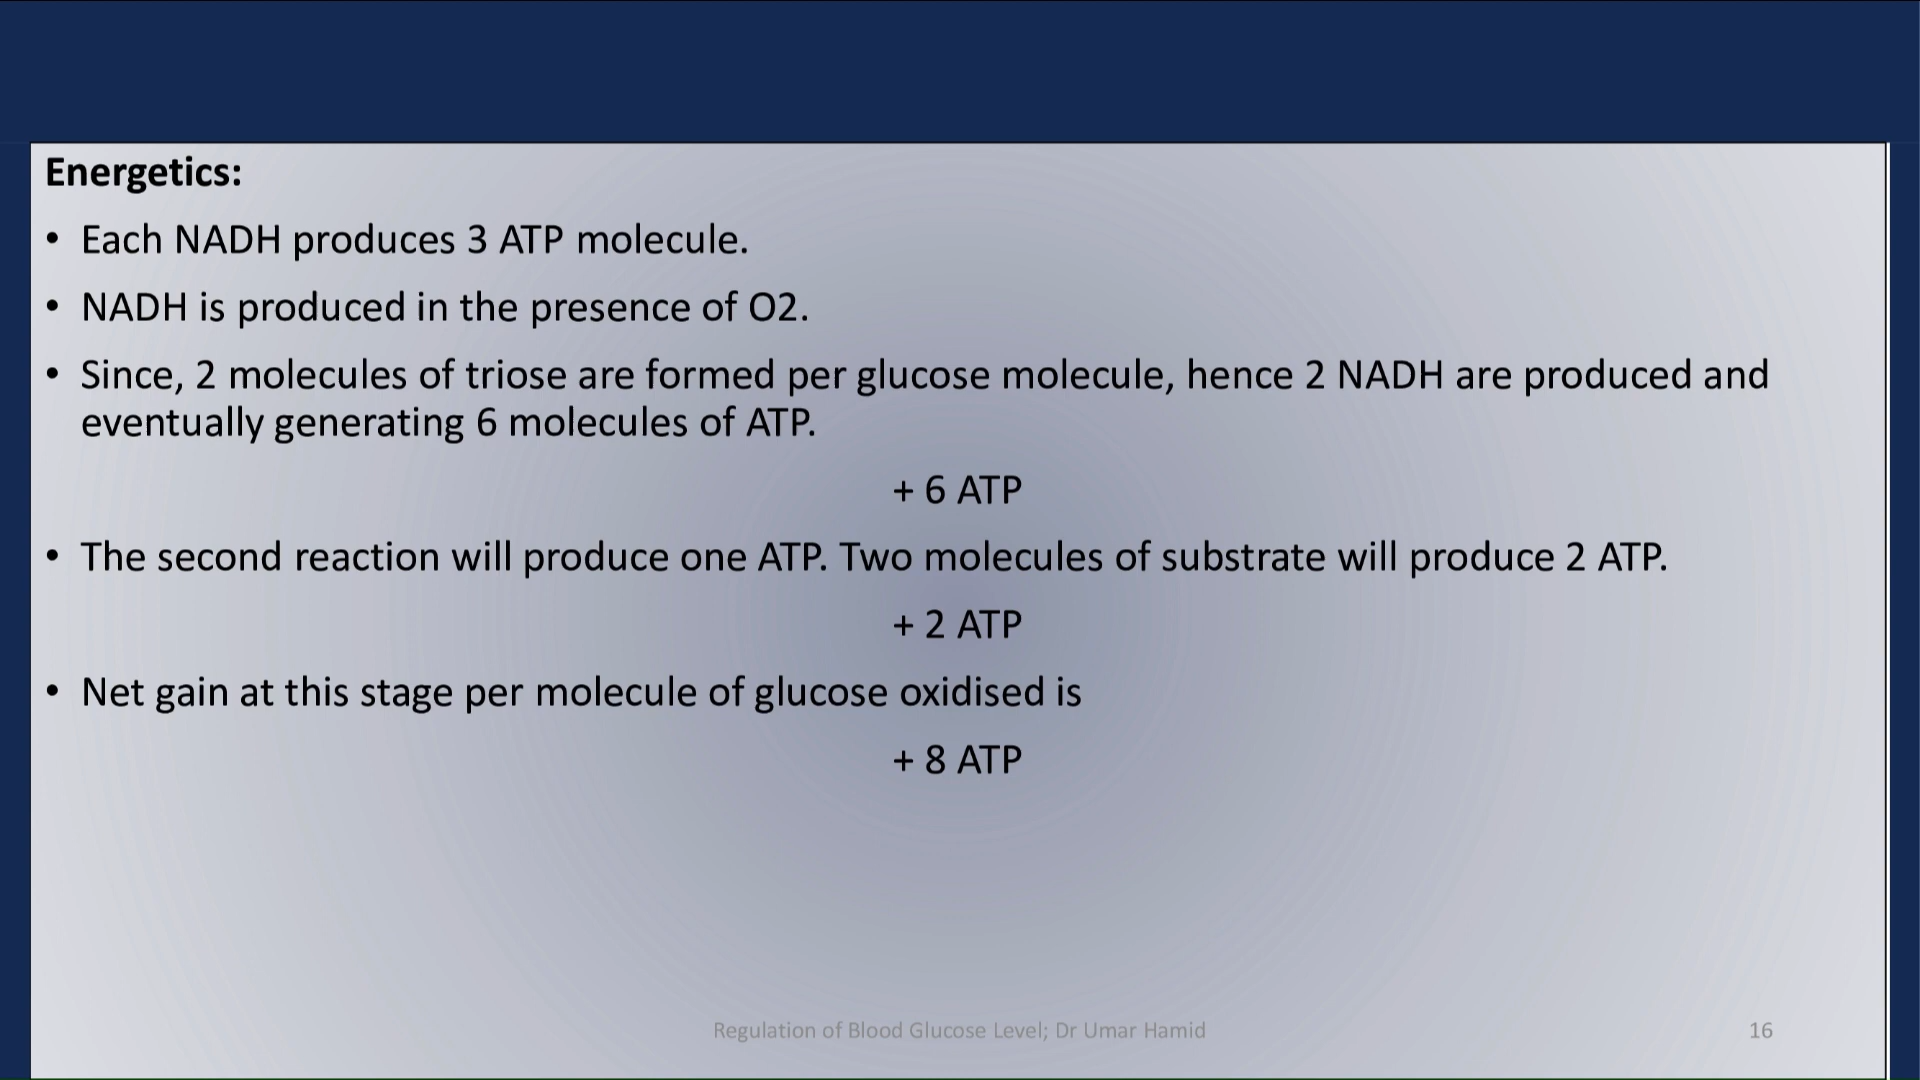 Energetics:
• Each NADH produces 3 ATP molecule.
• NADH is produced in the presence of O2.
• Since, 2 molecules of triose are formed per glucose molecule, hence 2 NADH are produced and
eventually generating 6 molecules of ATP.
+ 6 ATP
• The second reaction will produce one ATP. Two molecules of substrate will produce 2 ATP.
+ 2 ATP
• Net gain at this stage per molecule of glucose oxidised is
+ 8 ATP
Regulation of Blood Glucose Level; Dr Umar Hamid
16